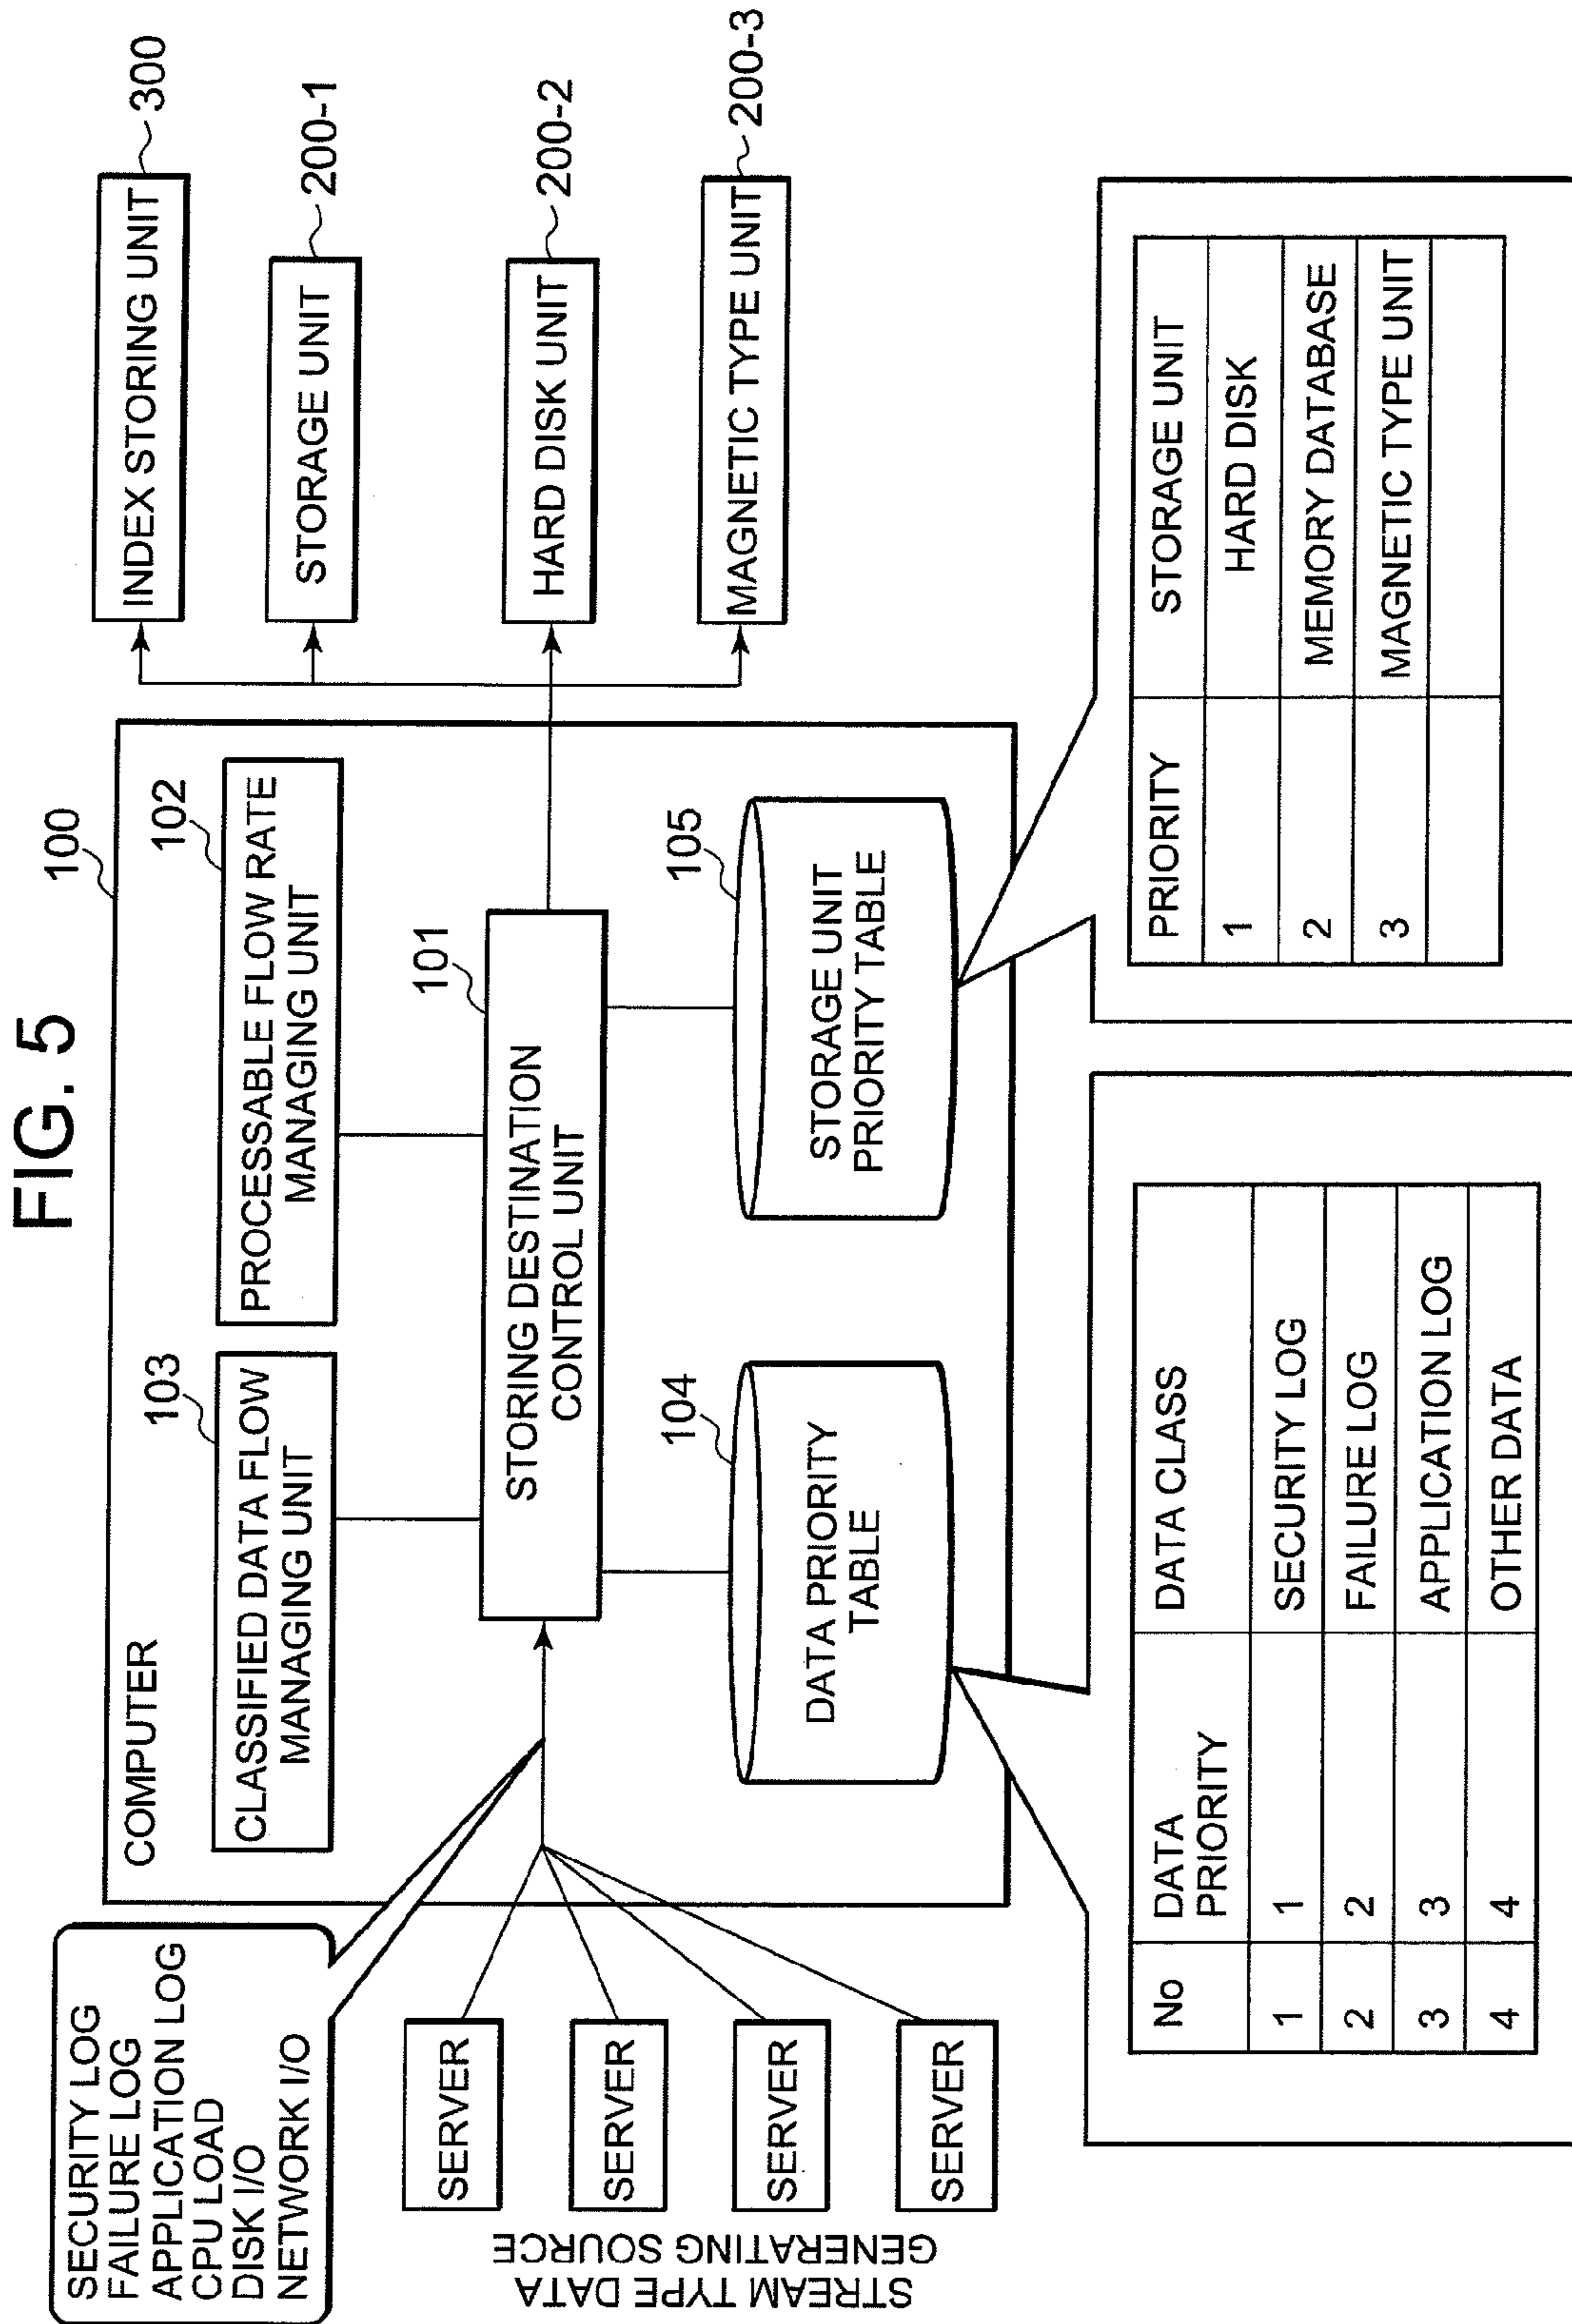 FIG. 5
100
COMPUTER
SECURITY LOG
FAILURE LOG
APPLICATION LOG
CPU LOAD
DISK I/O
NETWORK I/O
103
CLASSIFIED DATA FLOW
MANAGING UNIT
102
PROCESSABLE FLOW RATE
MANAGING UNIT
101
STORING DESTINATION
CONTROL UNIT
104
DATA PRIORITY
TABLE
105
STORAGE UNIT
PRIORITY TABLE
INDEX STORING UNIT
300
STORAGE UNIT
200-1
HARD DISK UNIT
200-2
MAGNETIC TYPE UNIT
200-3
STREAM TYPE DATA
GENERATING SOURCE
SERVER
SERVER
SERVER
SERVER
No DATA PRIORITY DATA CLASS
1 1 SECURITY LOG
2 2 FAILURE LOG
3 3 APPLICATION LOG
4 4 OTHER DATA
PRIORITY STORAGE UNIT
1 HARD DISK
2 MEMORY DATABASE
3 MAGNETIC TYPE UNIT